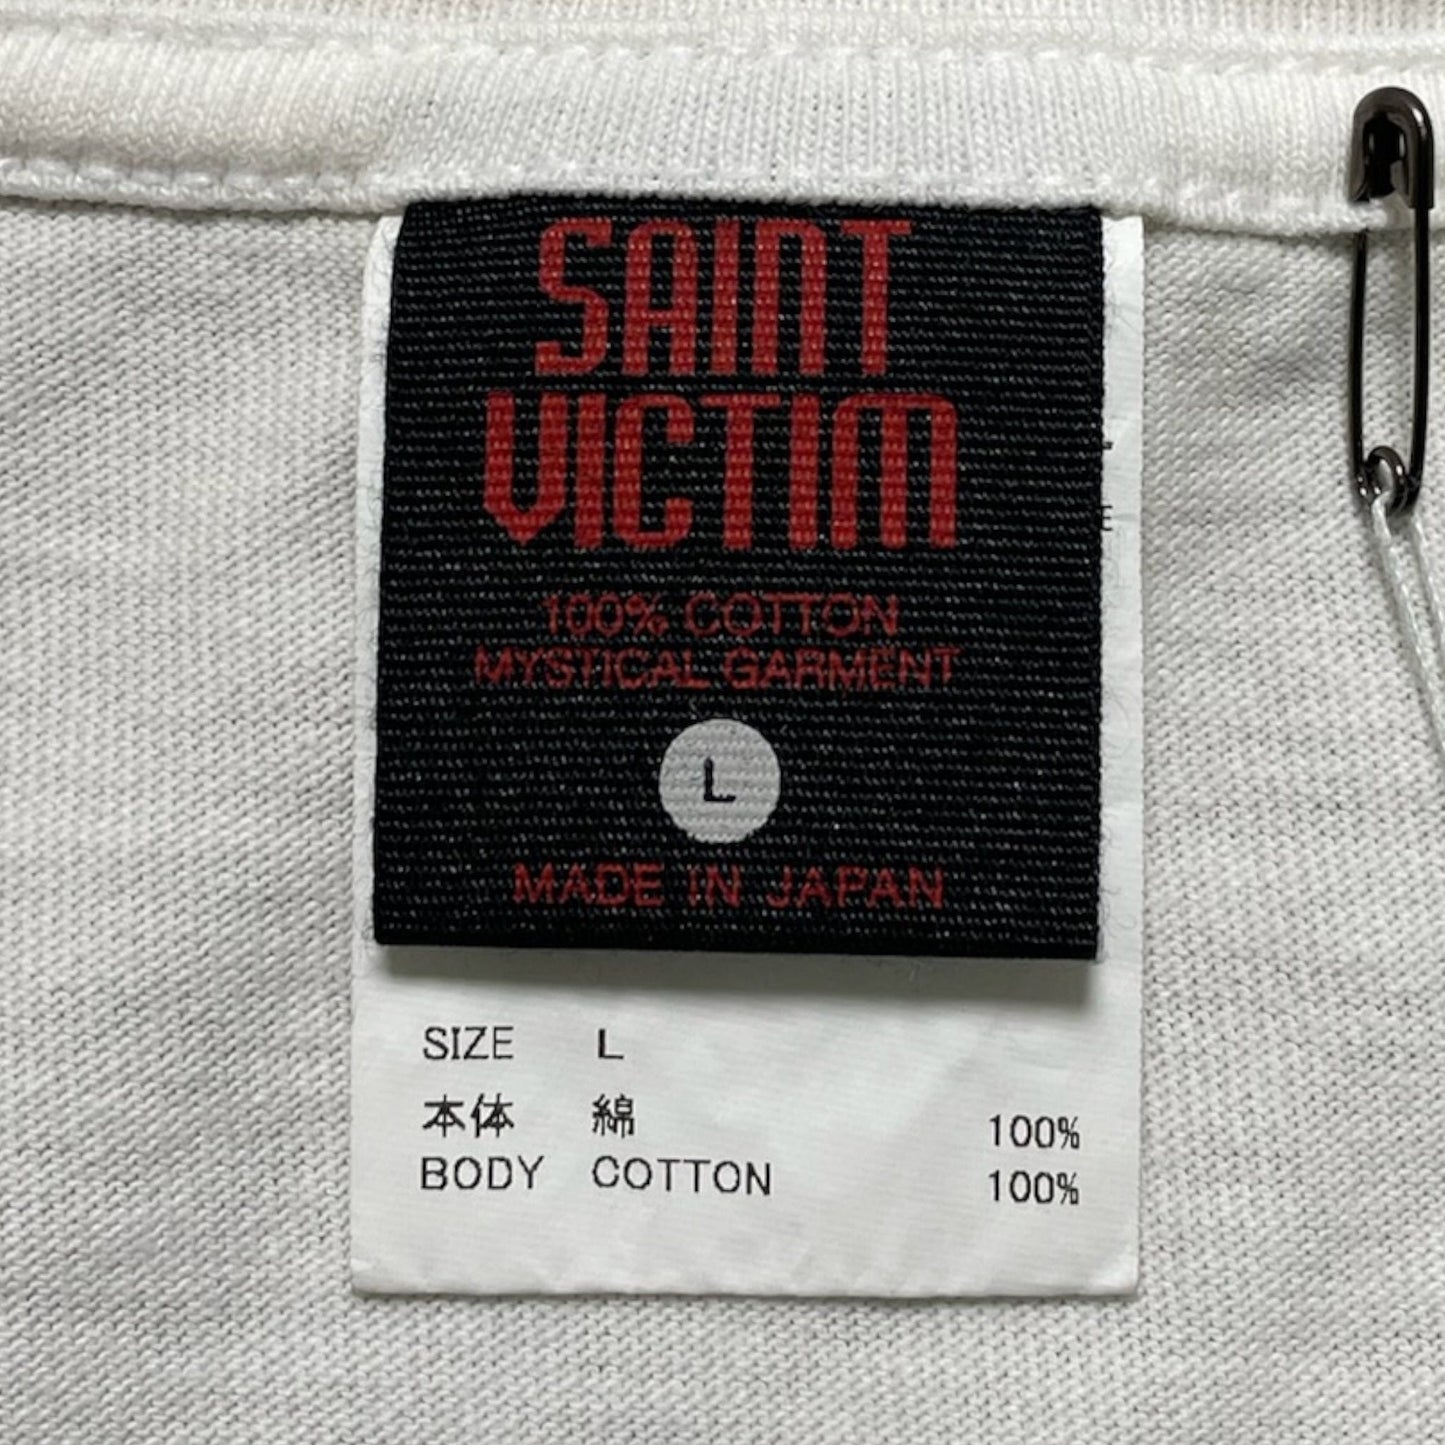 SAINT
VICTIM
100% COTTON
MYSTICAL GARMENT
L
MADE IN JAPAN
SIZE L
本体 綿 100%
BODY COTTON 100%